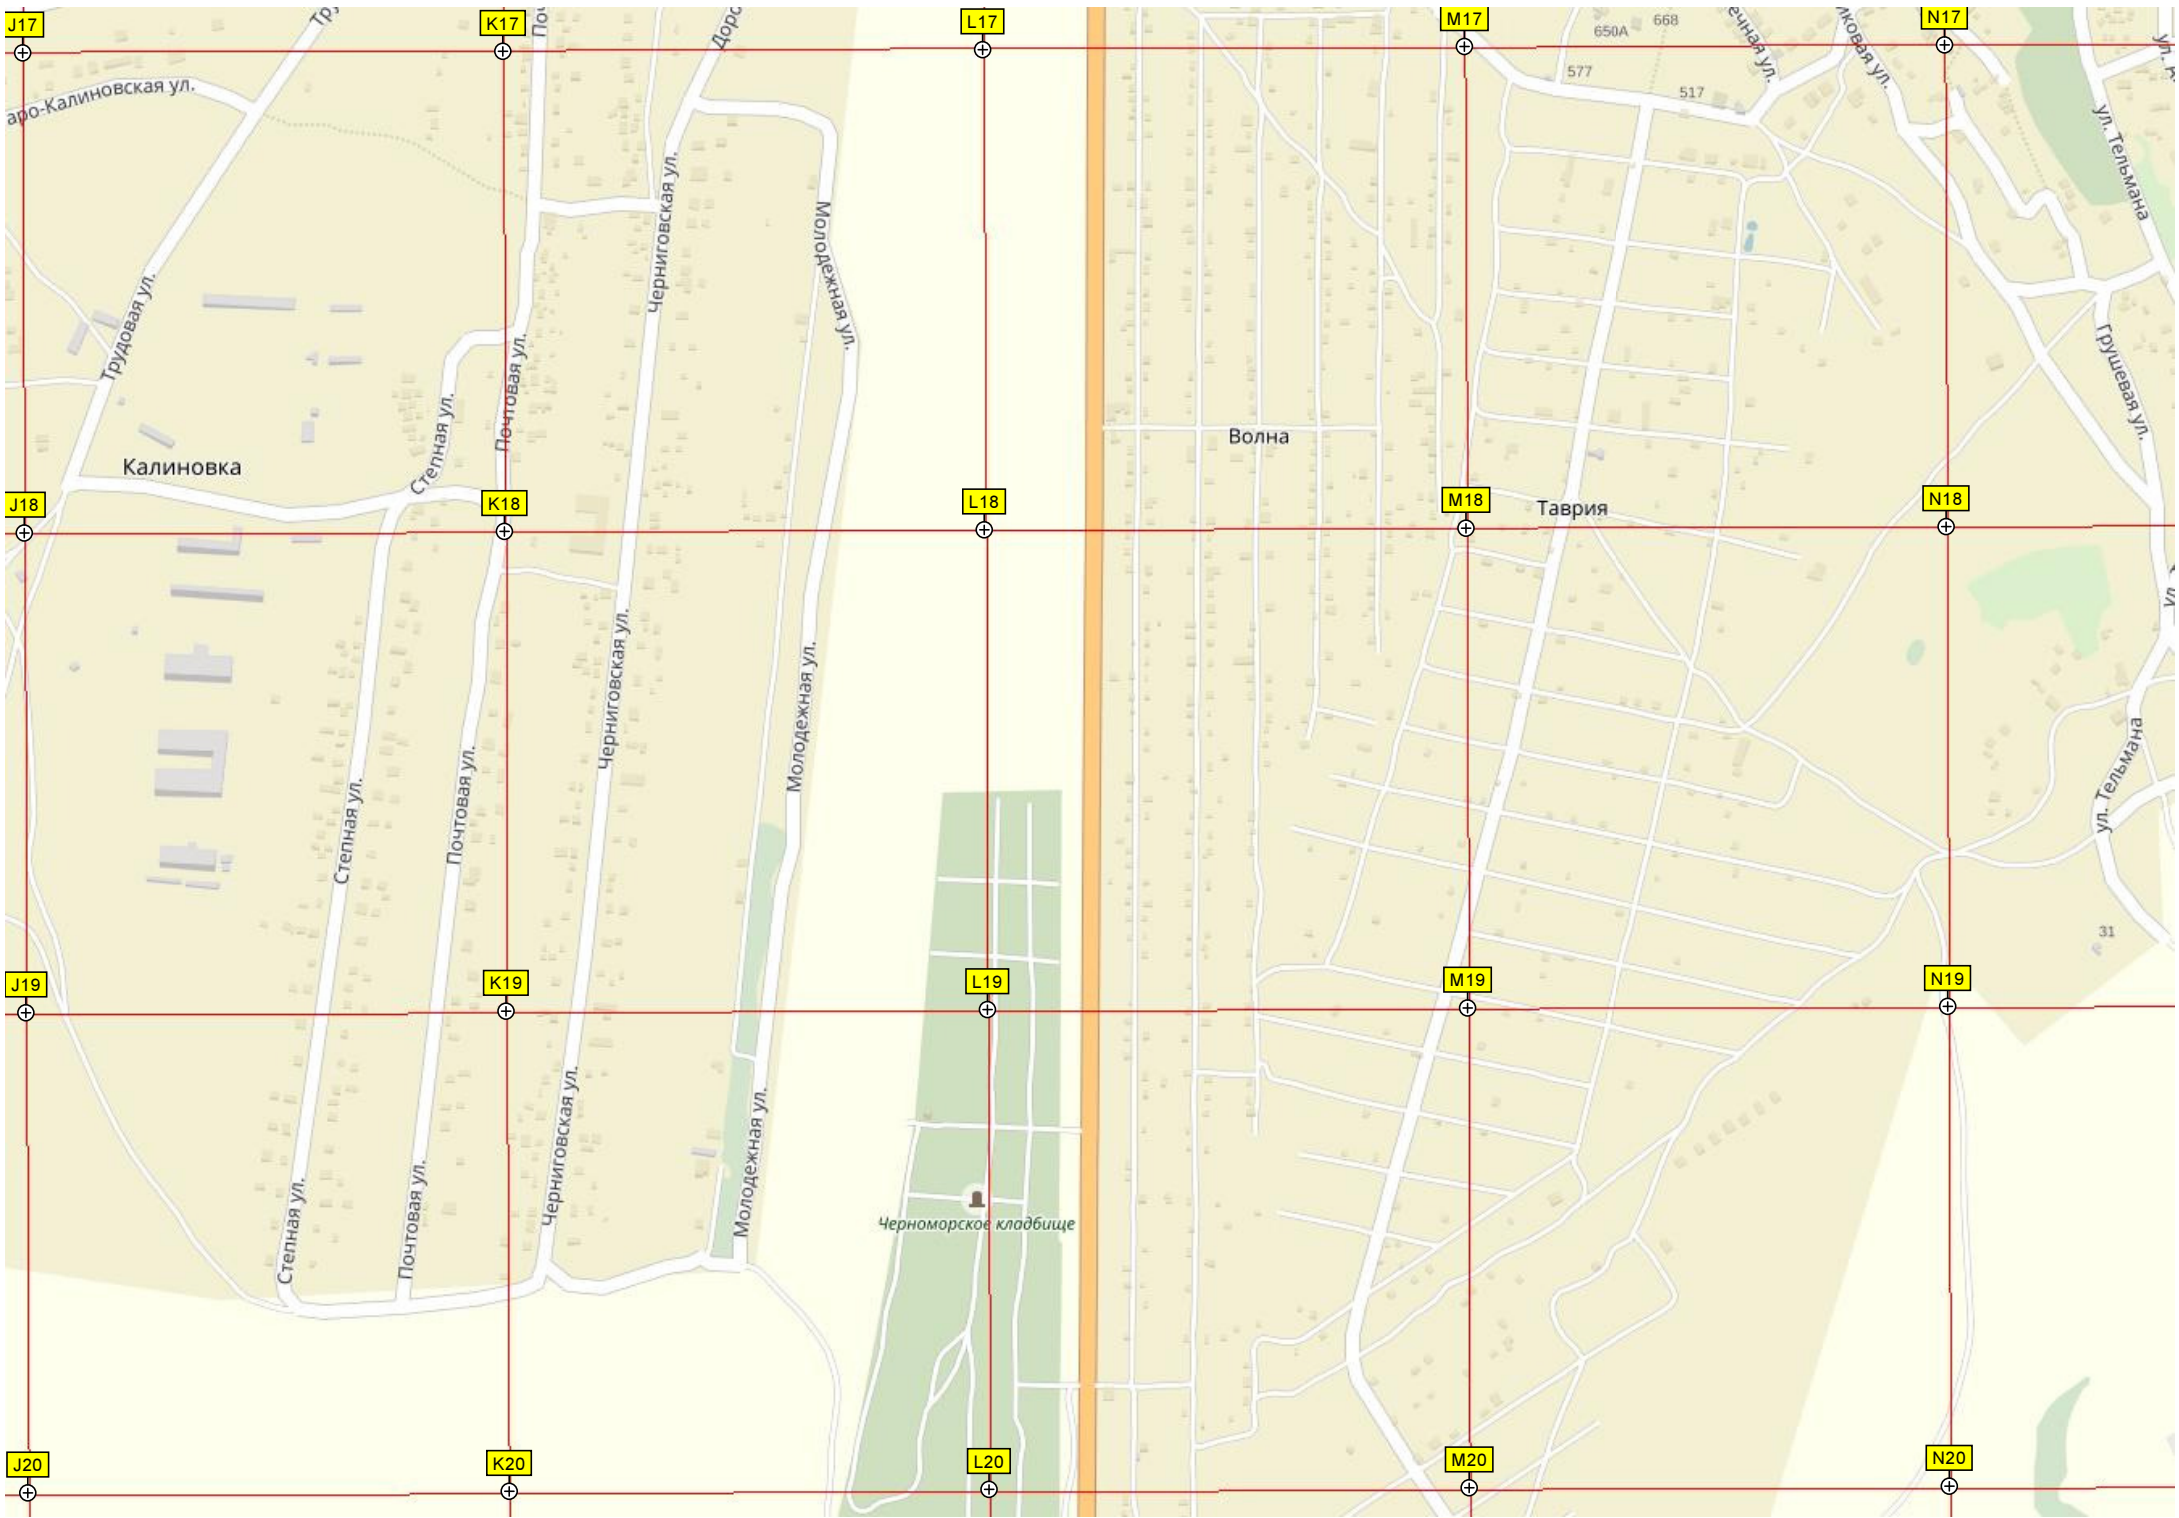 J17
K17
L17
M17
N17
650A
668
577
517
аро-Калиновская ул.
Черниговская ул.
Молодежная ул.
Трудовая ул.
Почтовая ул.
Степная ул.
ул. Тельмана
Грушевая ул.
Волна
Калиновка
Таврия
J18
K18
L18
M18
N18
Черниговская ул.
Молодежная ул.
Почтовая ул.
Степная ул.
ул. Тельмана
31
J19
K19
L19
M19
N19
Черниговская ул.
Молодежная ул.
Почтовая ул.
Степная ул.
Черноморское кладбище
J20
K20
L20
M20
N20